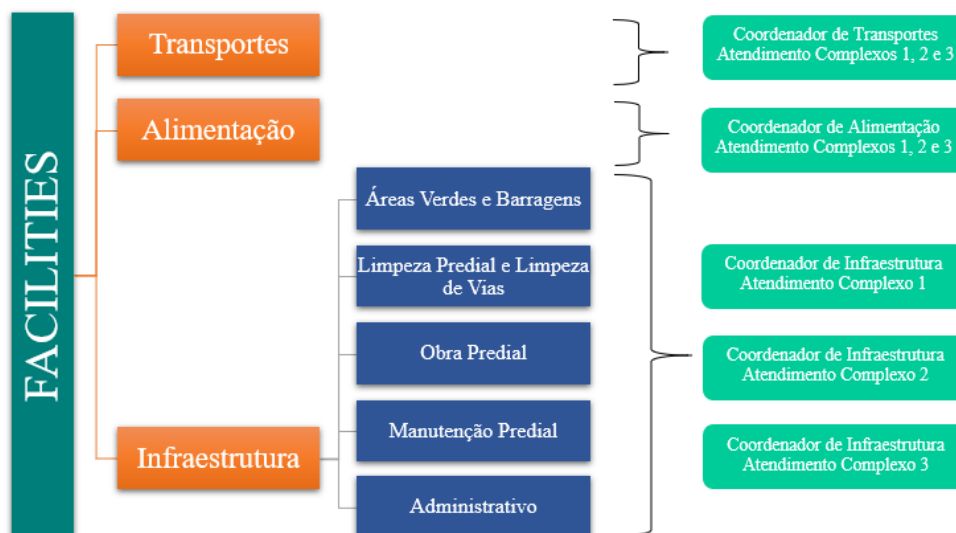 FACILITIES
Transportes
Alimentação
Infraestrutura
Áreas Verdes e Barragens
Limpeza Predial e Limpeza
de Vias
Obra Predial
Manutenção Predial
Administrativo
Coordenador de Transportes
Atendimento Complexos 1, 2 e 3
Coordenador de Alimentação
Atendimento Complexos 1, 2 e 3
Coordenador de Infraestrutura
Atendimento Complexo 1
Coordenador de Infraestrutura
Atendimento Complexo 2
Coordenador de Infraestrutura
Atendimento Complexo 3